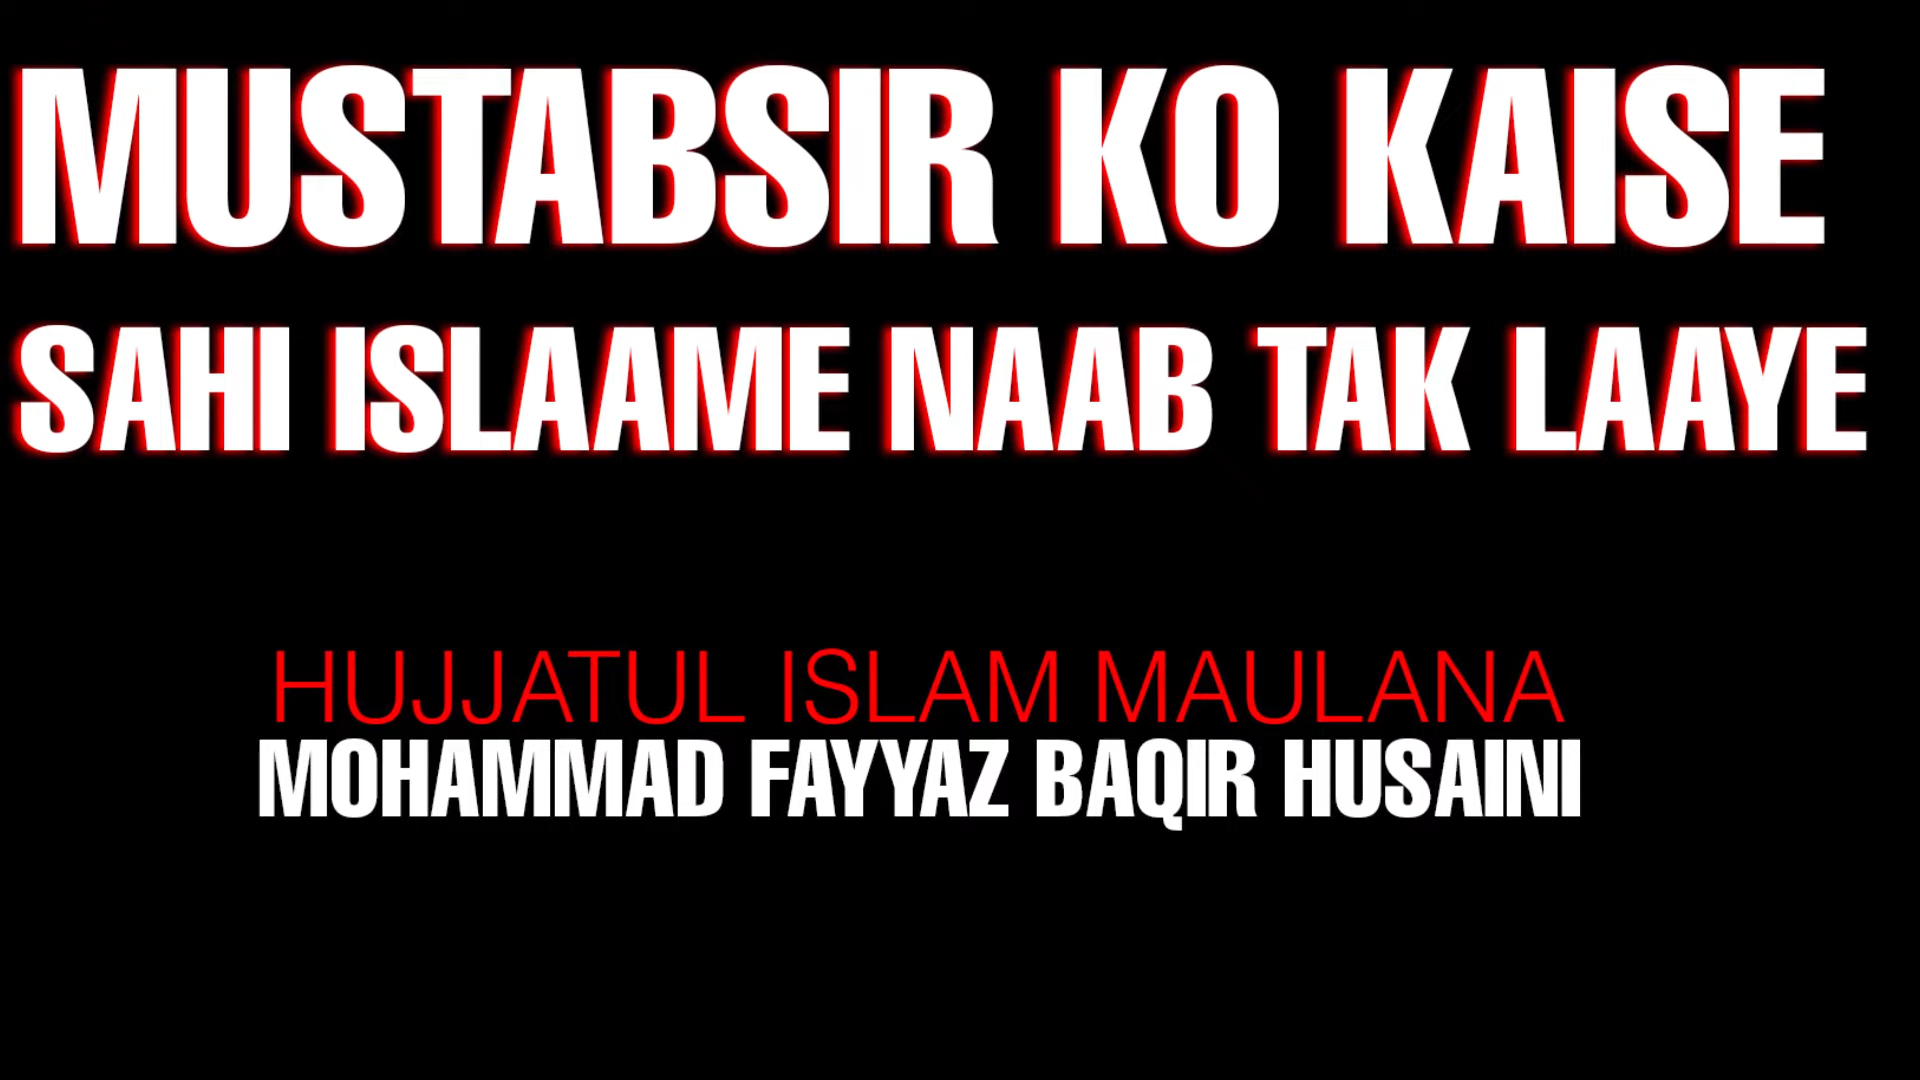 MUSTABSIR KO KAISE
SAHI ISLAAME NAAB TAK LAAYE
HUJJATUL ISLAM MAULANA
MOHAMMAD FAYYAZ BAQIR HUSAINI